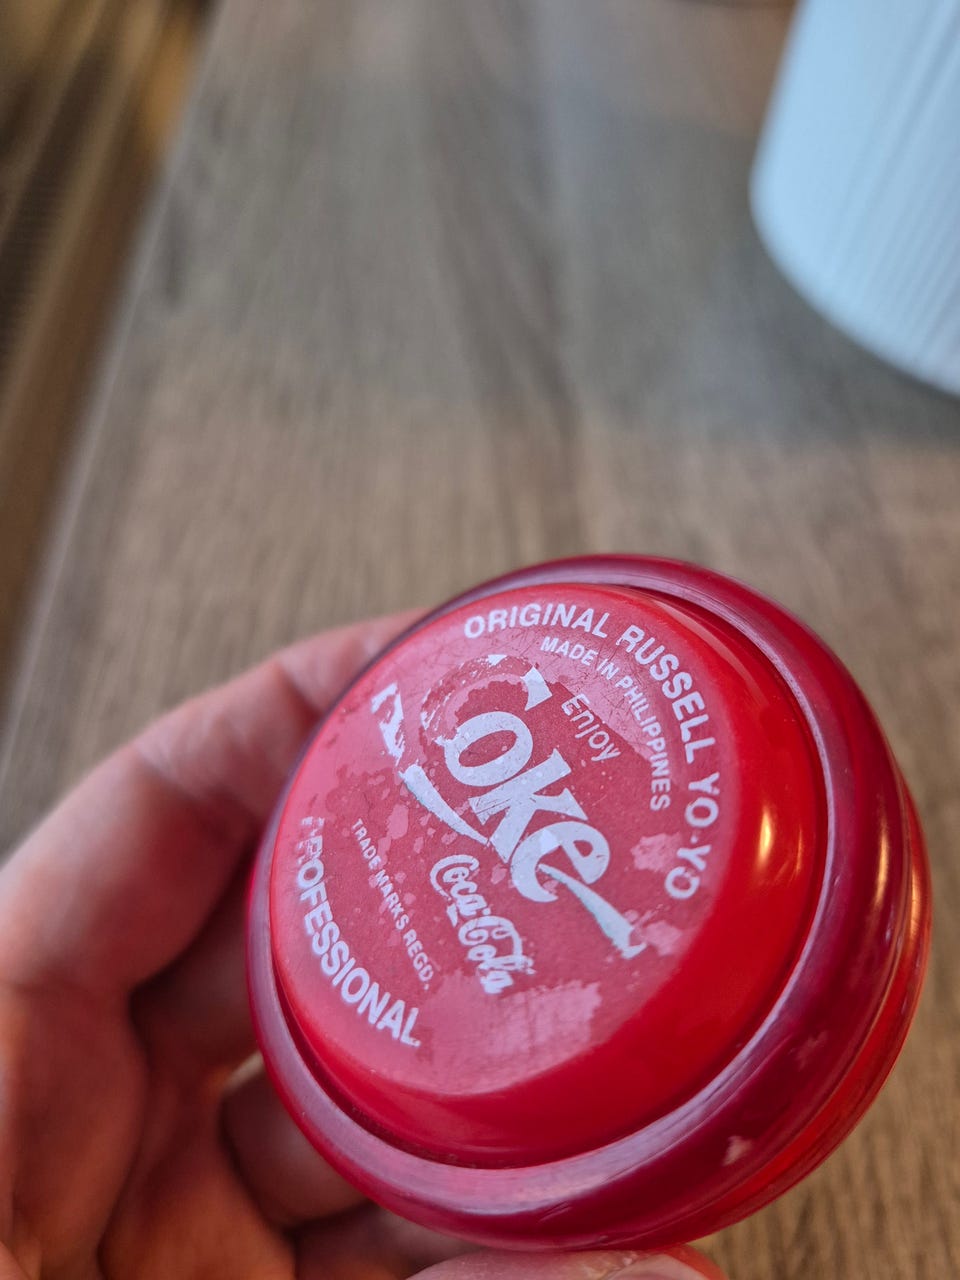 ORIGINAL RUSSELL YO-YO
MADE IN PHILIPPINES
Enjoy
Coke
Coca-Cola
TRADE MARKS REGD.
PROFESSIONAL